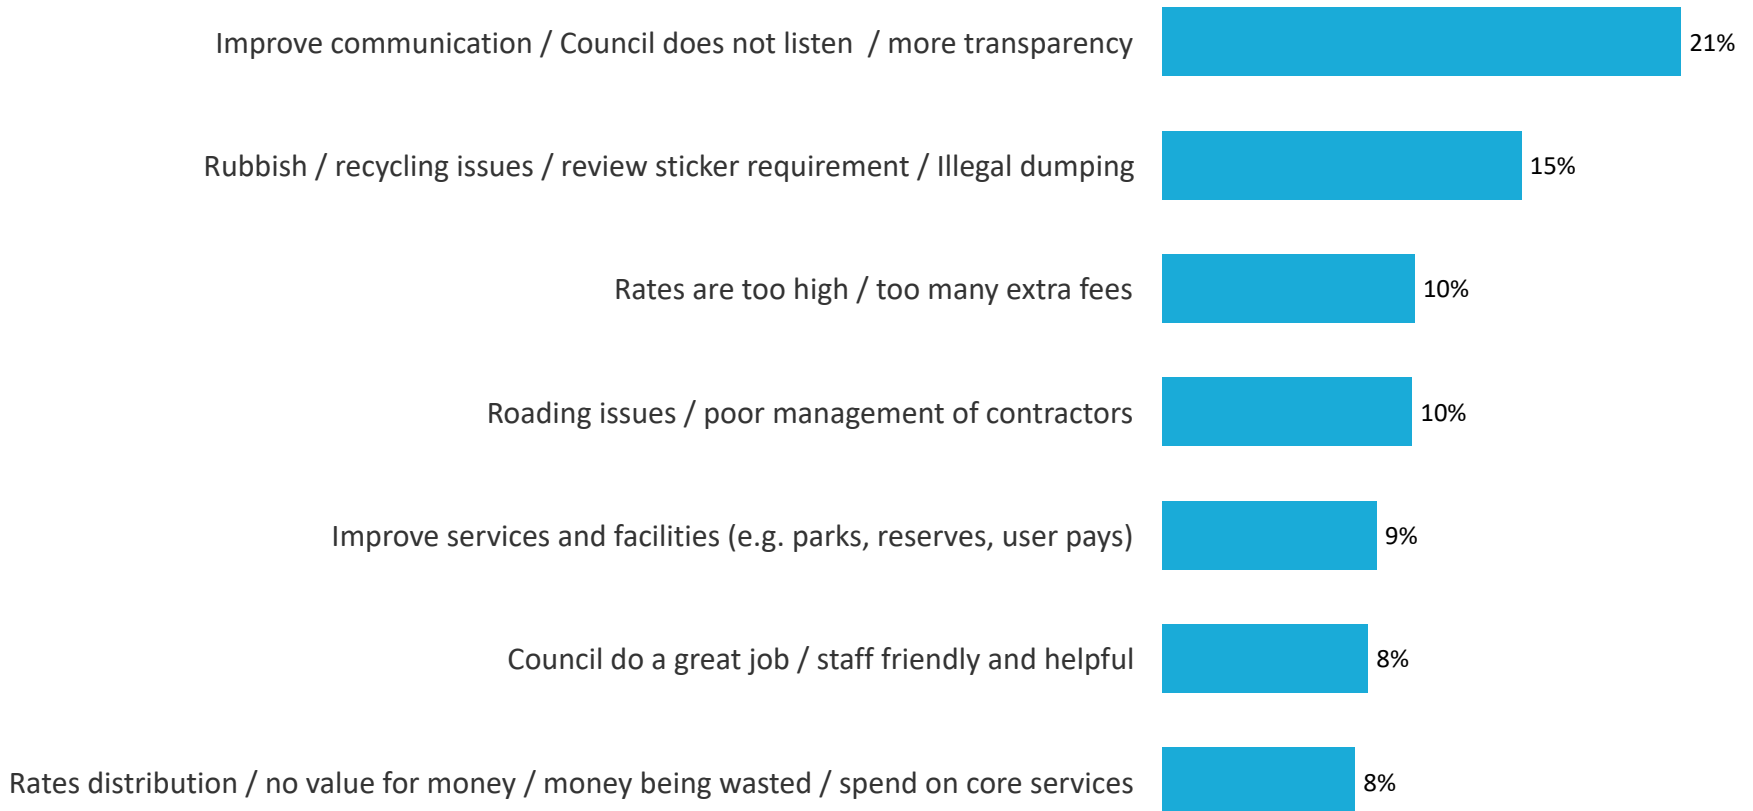 Improve communication / Council does not listen  / more transparency 21%
Rubbish / recycling issues / review sticker requirement / Illegal dumping 15%
Rates are too high / too many extra fees 10%
Roading issues / poor management of contractors 10%
Improve services and facilities (e.g. parks, reserves, user pays) 9%
Council do a great job / staff friendly and helpful 8%
Rates distribution / no value for money / money being wasted / spend on core services 8%